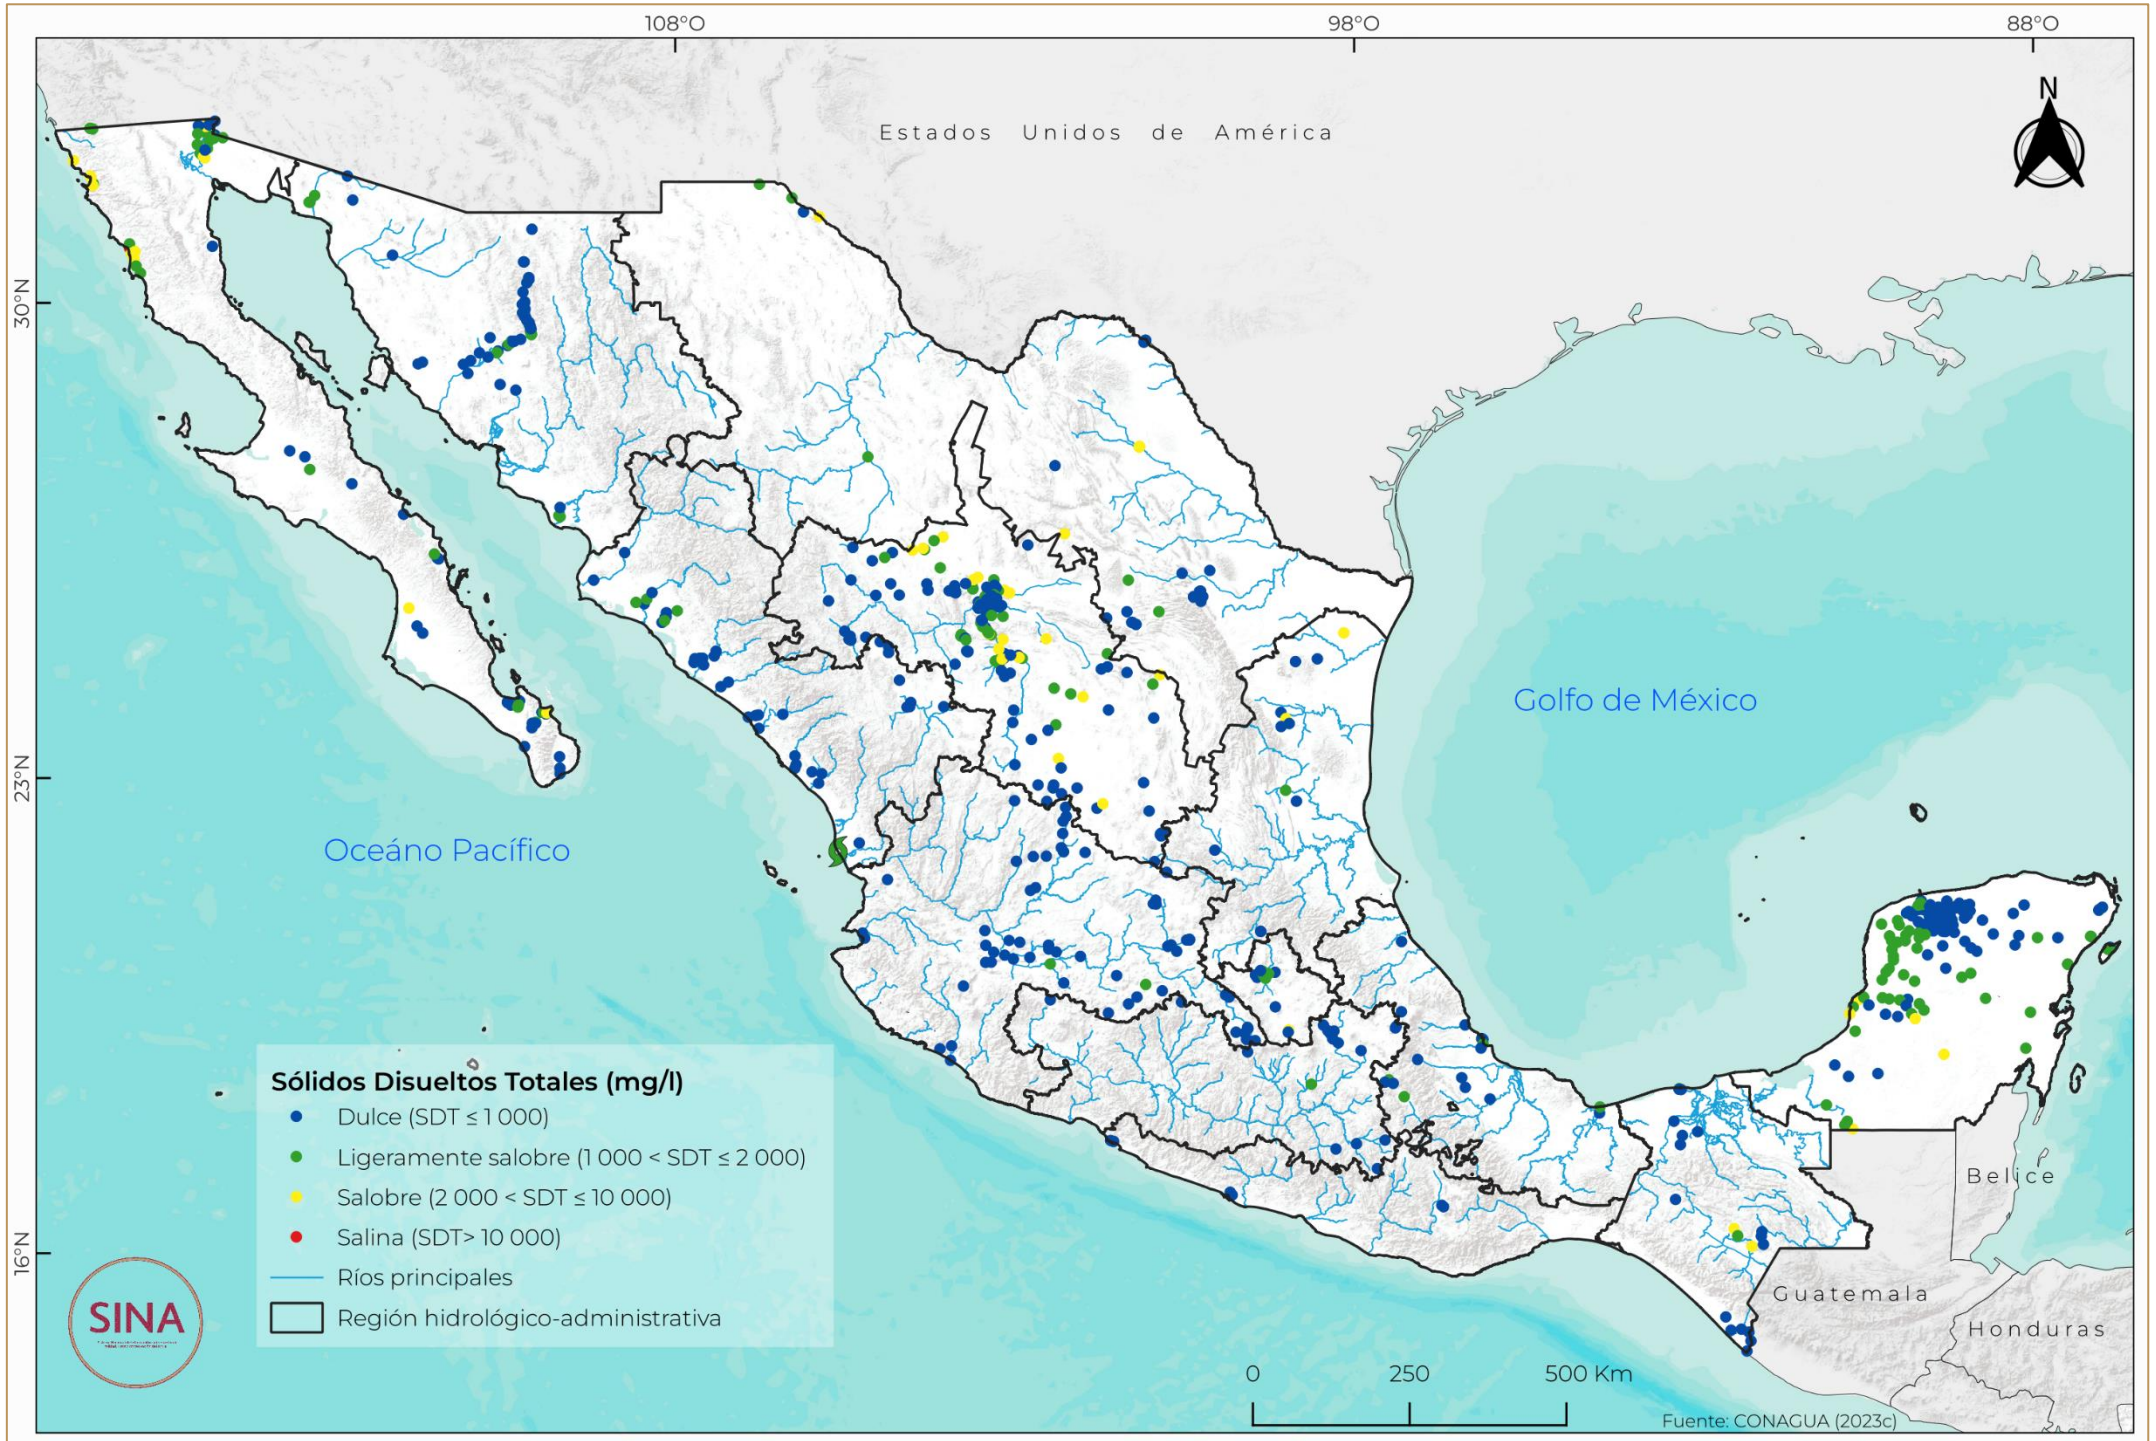 108°O
98°O
88°O
N
Estados Unidos de América
30°N
23°N
16°N
Golfo de México
Oceáno Pacífico
Sólidos Disueltos Totales (mg/l)
Dulce (SDT ≤ 1 000)
Ligeramente salobre (1 000 < SDT ≤ 2 000)
Salobre (2 000 < SDT ≤ 10 000)
Salina (SDT> 10 000)
Ríos principales
Región hidrológico-administrativa
SINA
Belice
Guatemala
Honduras
0 250 500 Km
Fuente: CONAGUA (2023c)